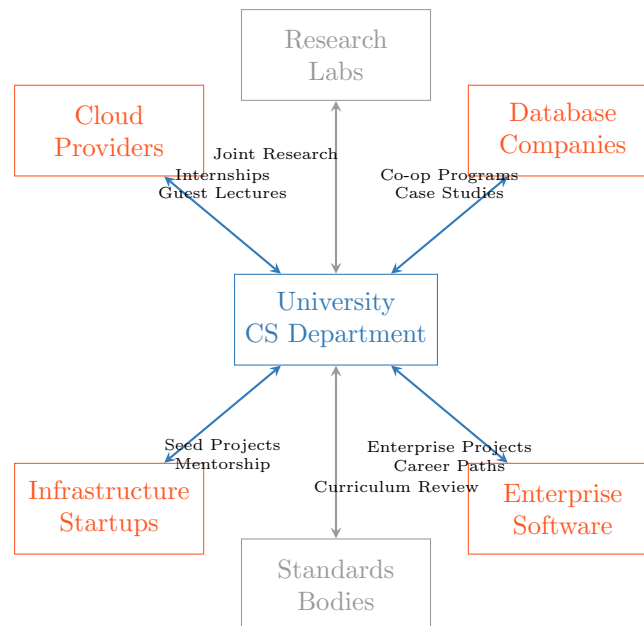 Research
Labs
Cloud
Providers
Database
Companies
Joint Research
Internships
Guest Lectures
Co-op Programs
Case Studies
University
CS Department
Seed Projects
Mentorship
Enterprise Projects
Career Paths
Curriculum Review
Infrastructure
Startups
Enterprise
Software
Standards
Bodies